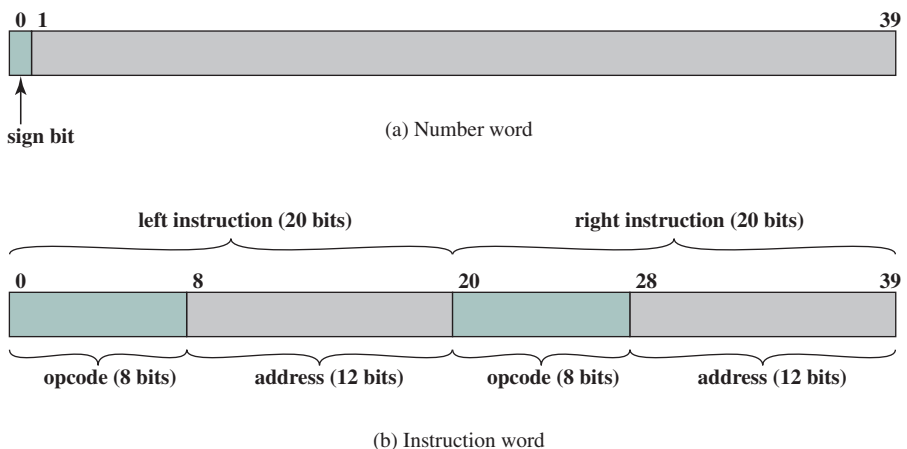 0 1 39
sign bit
(a) Number word
left instruction (20 bits) right instruction (20 bits)
0 8 20 28 39
opcode (8 bits) address (12 bits) opcode (8 bits) address (12 bits)
(b) Instruction word